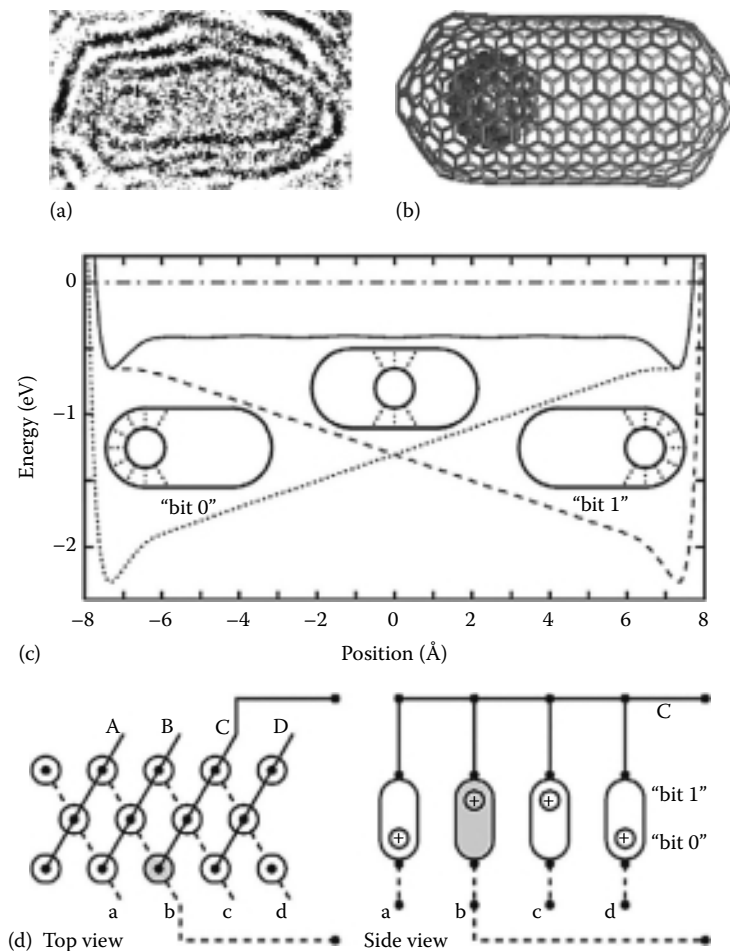 (a)
(b)
0
−1
−2
Energy (eV)
"bit 0"
"bit 1"
−8 −6 −4 −2 0 2 4 6 8
(c)
Position (Å)
A B C D
C
"bit 1"
+ +
"bit 0"
+ +
a b c d
a b c d
(d) Top view
Side view